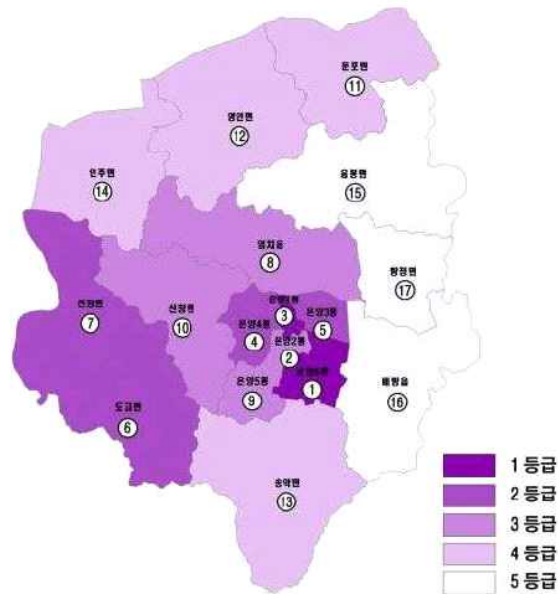 둔포면
⑪
영인면
⑫
인주면
⑭
음봉면
⑮
염치읍
⑧
탕정면
⑰
선장면
⑦
신창면
⑩
온양1동
③
온양3동
⑤
온양4동
④
온양2동
②
온양6동
①
온양5동
⑨
배방읍
⑯
도고면
⑥
송악면
⑬
1 등급
2 등급
3 등급
4 등급
5 등급